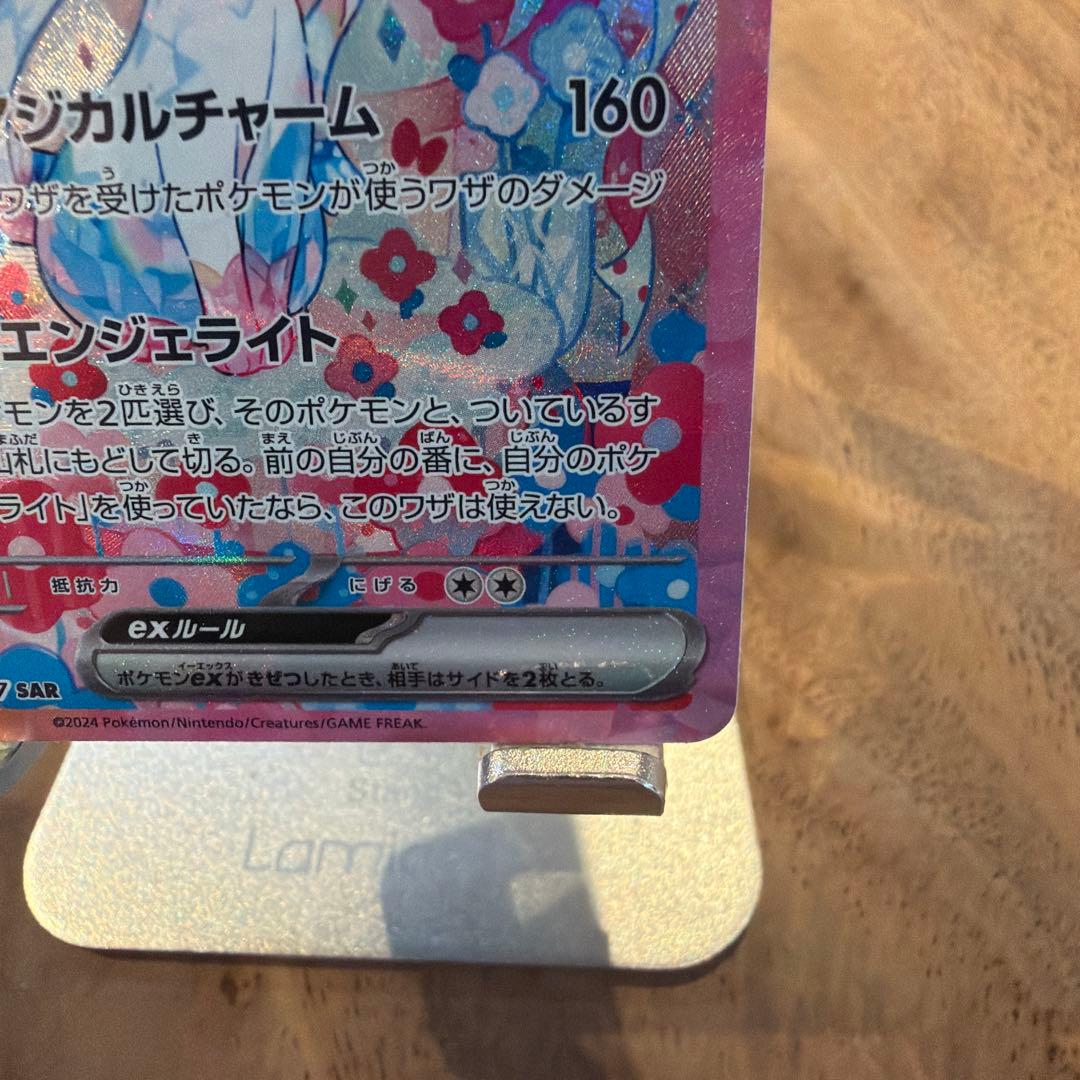 マジカルチャーム 160
ワザを受けたポケモンが使うワザのダメージ
エンジェライト
モンを2匹選び、そのポケモンと、ついているす
山札にもどして切る。前の自分の番に、自分のポケ
ライト」を使っていたなら、このワザは使えない。
抵抗力 にげる
exルール
ポケモンexがきぜつしたとき、相手はサイドを2枚とる。
7 SAR
©2024 Pokémon/Nintendo/Creatures/GAME FREAK.